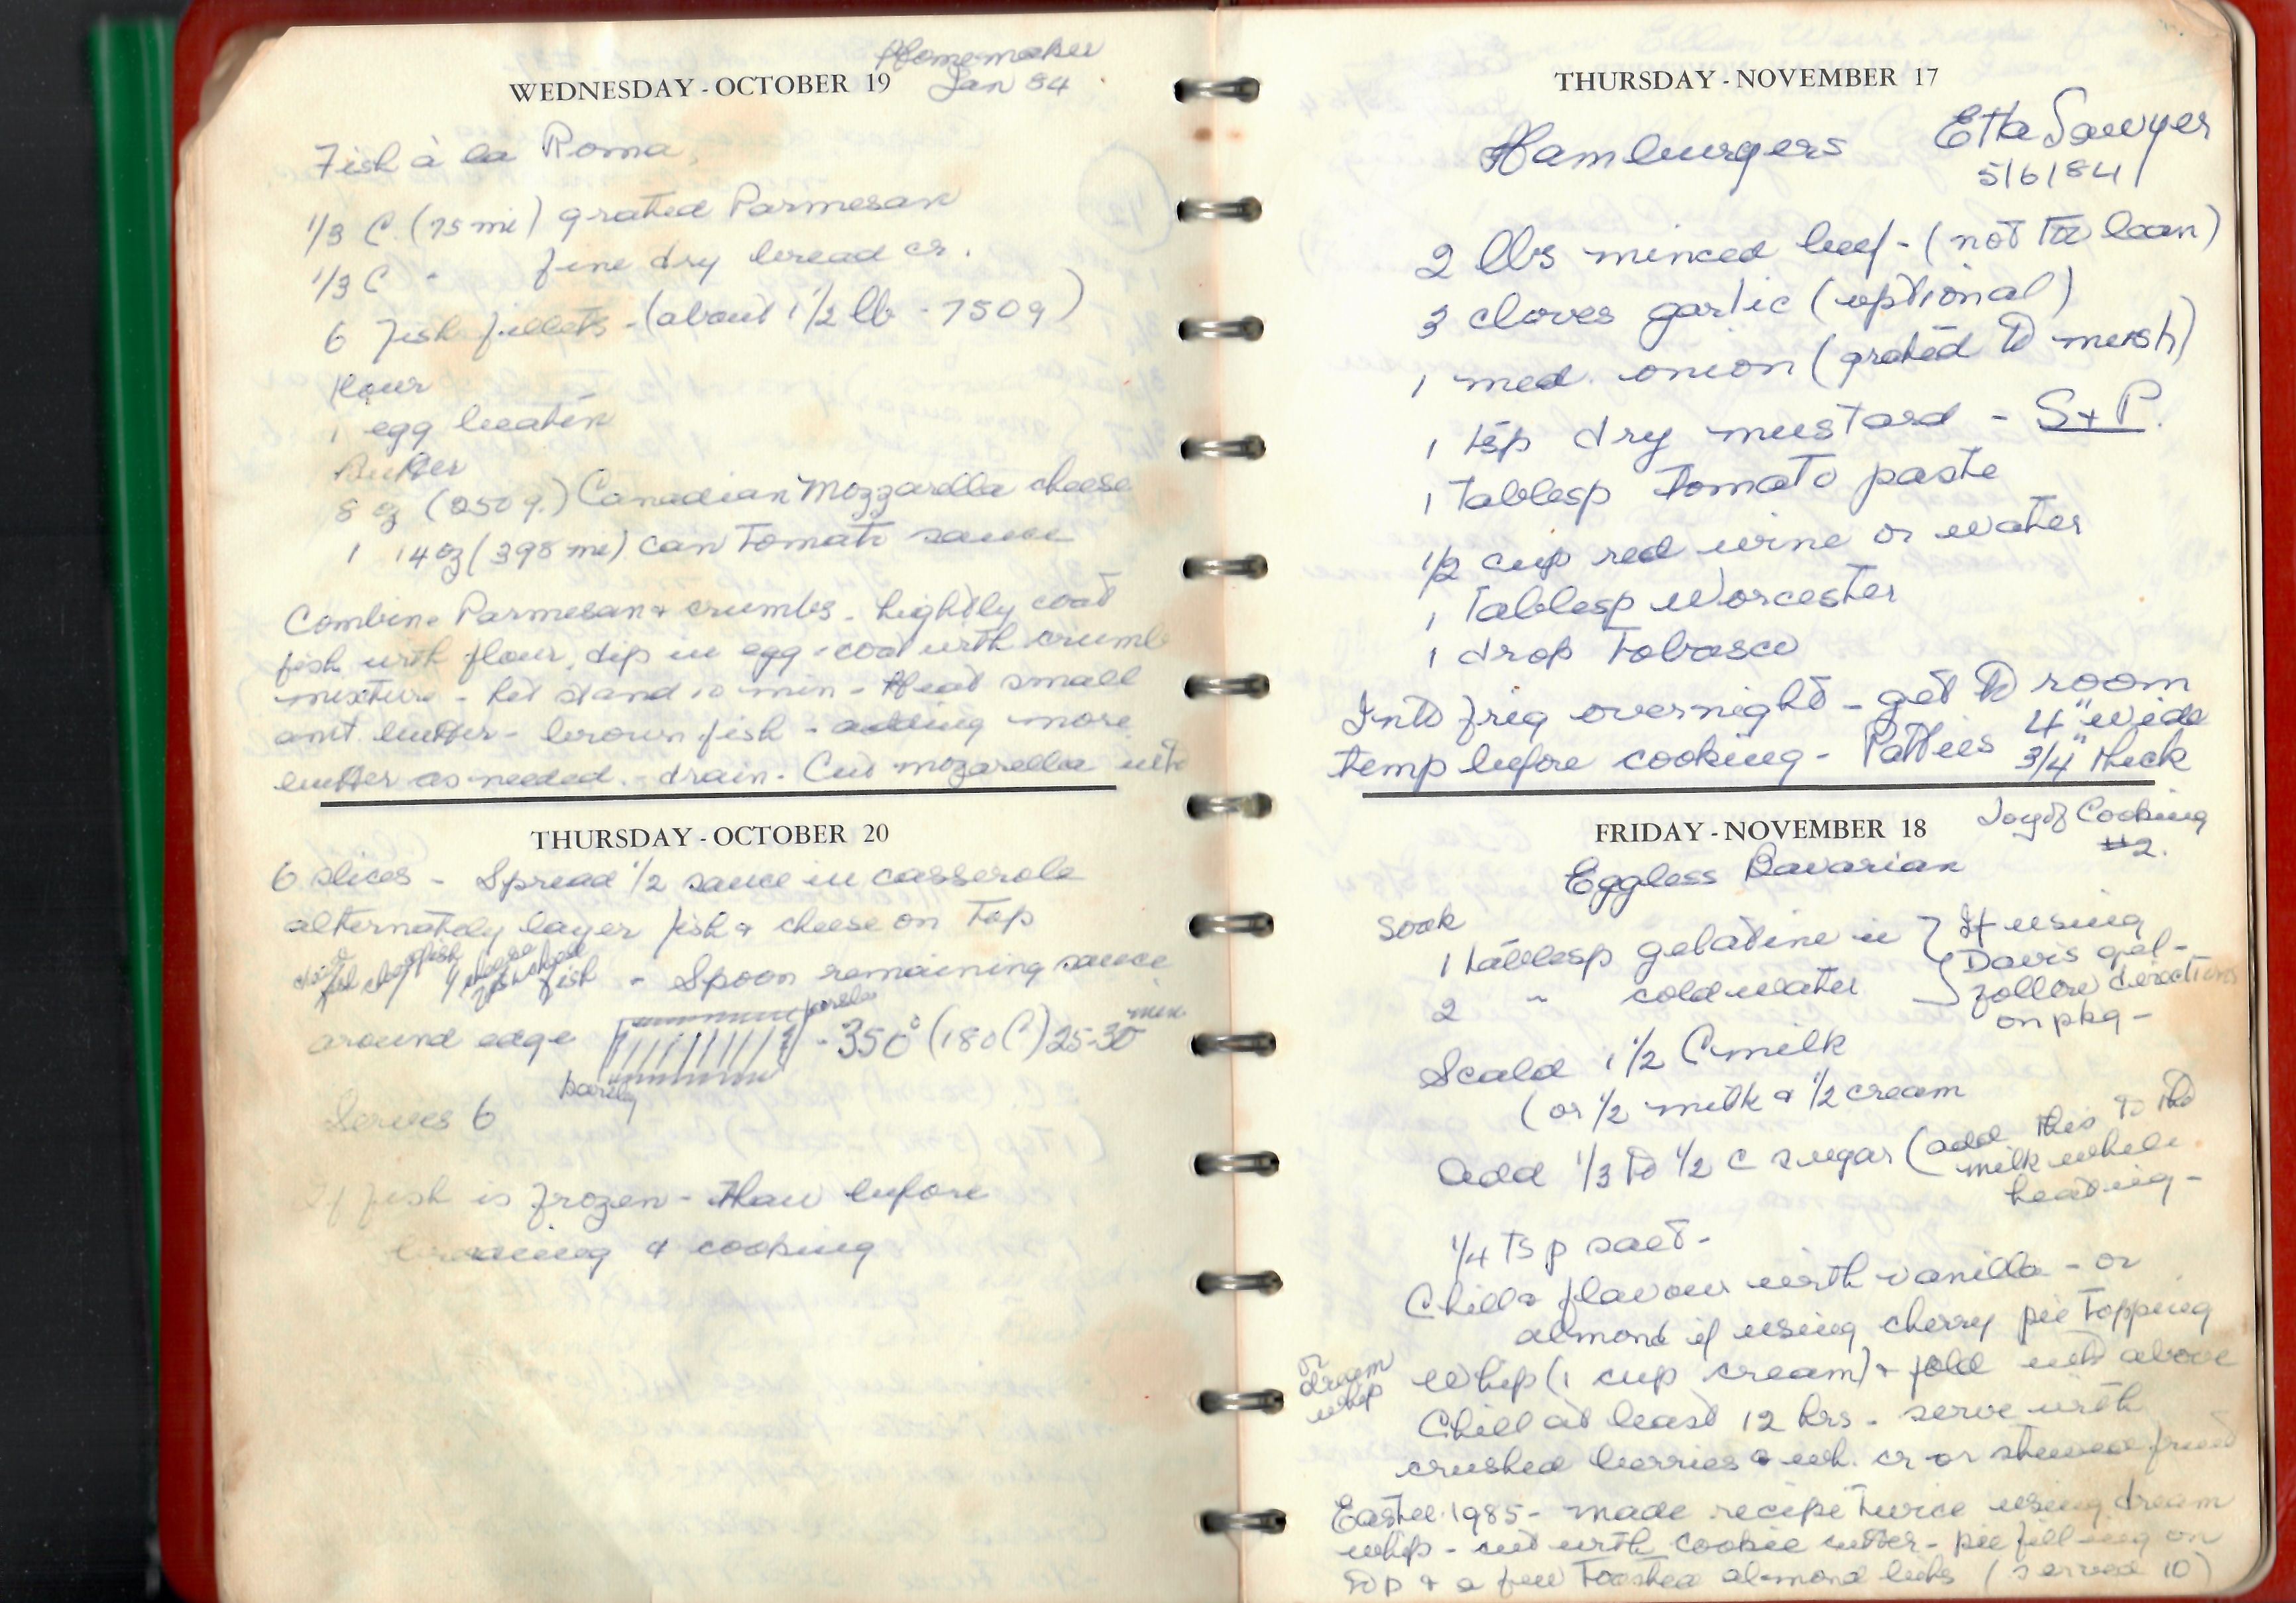 WEDNESDAY - OCTOBER 19
Homemaker
Jan 84
Fish à la Roma,
1/3 C. (75 ml) grated Parmesan
1/3 C " fine dry bread cr.
6 fish fillets - (about 1 1/2 lb - 750g)
flour
1 egg beaten
Butter
8 oz (250 g.) Canadian Mozzarella cheese
1 14 oz (398 ml) can Tomato sauce
Combine Parmesan & crumbs. Lightly coat
fish with flour, dip in egg - coat with crumb
mixture - Let stand 10 min - Heat small
amt. butter - brown fish - adding more
butter as needed. drain. Cut mozarella into
THURSDAY - OCTOBER 20
6 slices - Spread 1/2 sauce in casserole
alternately layer fish & cheese on Top
fish - Spoon remaining sauce
around edge - 350° (180 C) 25-30 min
parsley
Serves 6
If fish is frozen - Thaw before
& cooking
THURSDAY - NOVEMBER 17
Hamburgers Etta Sawyer
5/6/84
2 lbs minced beef - (not too lean)
3 cloves garlic (optional)
1 med. onion (grated to mush)
1 tsp dry mustard - S & P.
1 Tablesp Tomato paste
1/2 cup red wine or water
1 Tablesp Worcester
1 drop Tobasco
Into frig overnight - get to room
temp before cooking - Patties 4" wide
3/4" thick
FRIDAY - NOVEMBER 18
Joy of Cooking
#2.
Eggless Bavarian
Soak
1 Tablesp gelatine in
2 " cold water
If using
Davis gel-
follow directions
on pkg -
Scald 1 1/2 C milk
(or 1/2 milk & 1/2 cream
add 1/3 to 1/2 c sugar (add this to the
milk while
heating -
1/4 Tsp salt -
Chill & flavour with vanilla - or
almond if using cherry pie Topping
or
dream
whip
Whip (1 cup cream) & fold into above
Chill at least 12 hrs - serve with
crushed berries & wh. cr or stewed fruit
Easter 1985 - made recipe twice using dream
whip - cut with cookie cutter - pie filling on
top & a few Toasted almond bits (served 10)